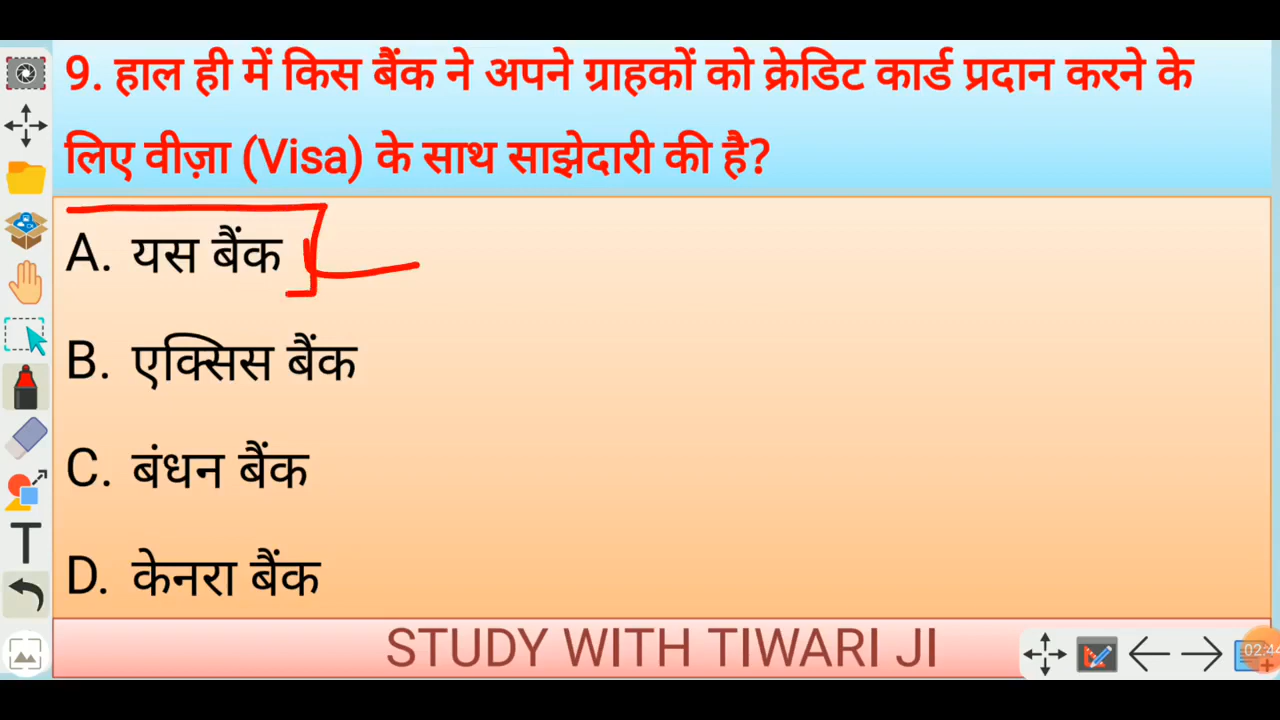 9. हाल ही में किस बैंक ने अपने ग्राहकों को क्रेडिट कार्ड प्रदान करने के
लिए वीज़ा (Visa) के साथ साझेदारी की है?
A. यस बैंक
B. एक्सिस बैंक
C. बंधन बैंक
D. केनरा बैंक
T
STUDY WITH TIWARI JI